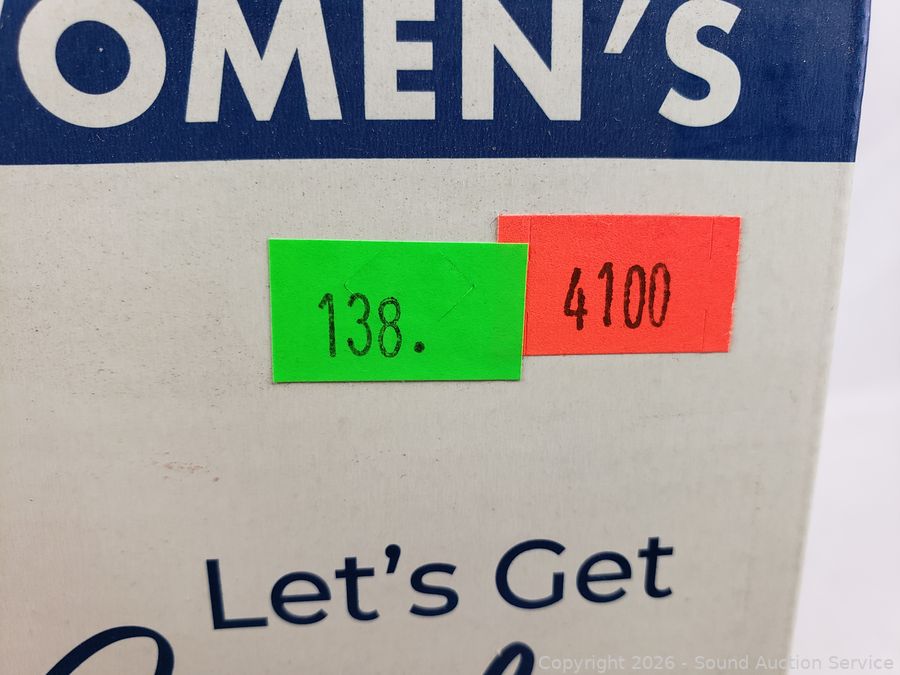 OMEN'S
4100
138.
Let's Get
Copyright 2026 - Sound Auction Service